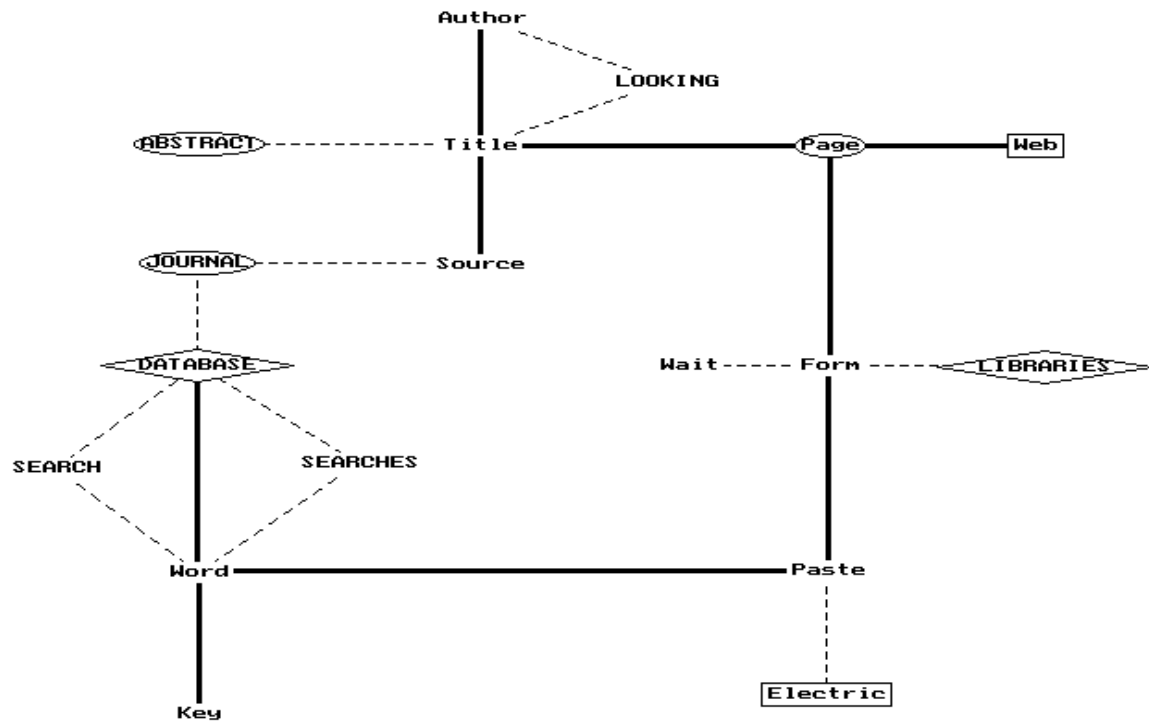 Author
LOOKING
ABSTRACT Title Page Web
JOURNAL Source
DATABASE Wait Form LIBRARIES
SEARCH SEARCHES
Word Paste
Electric
Key